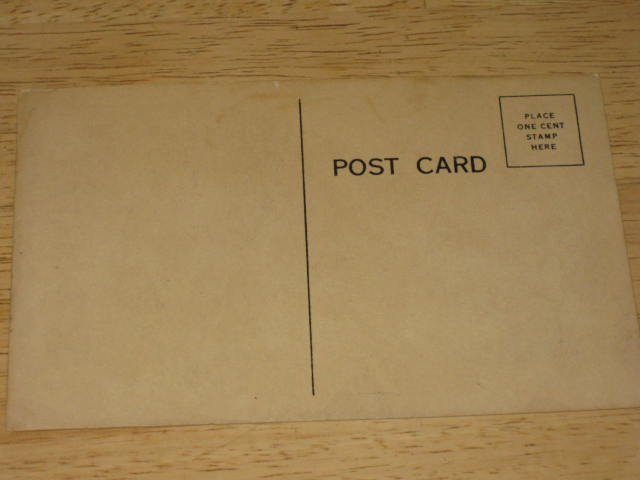 PLACE
ONE CENT
STAMP
HERE
POST CARD